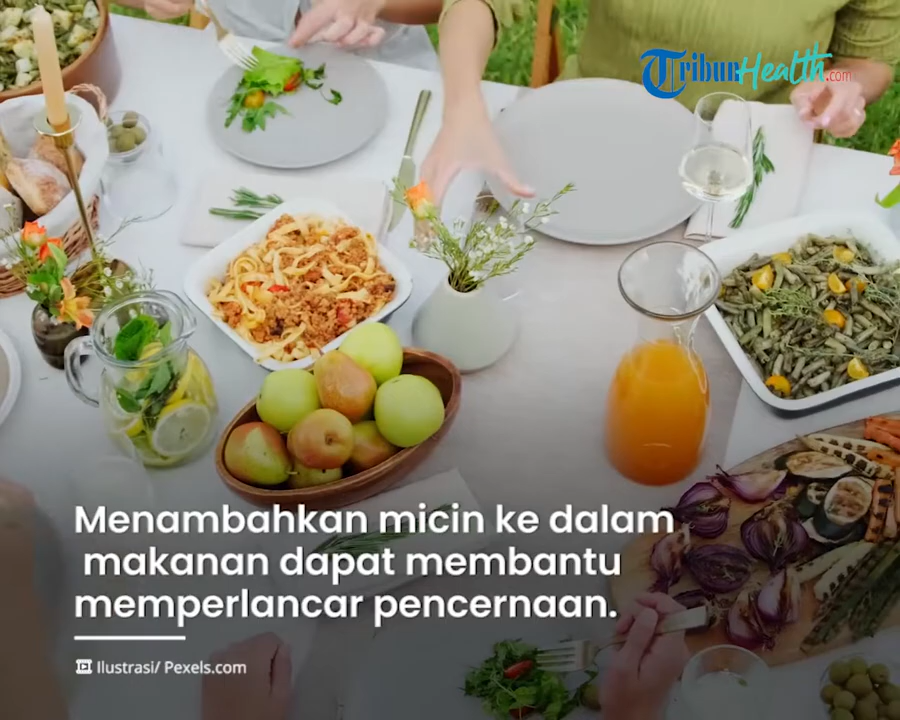 TribunHealth.com
Menambahkan micin ke dalam
makanan dapat membantu
memperlancar pencernaan.
Ilustrasi/ Pexels.com